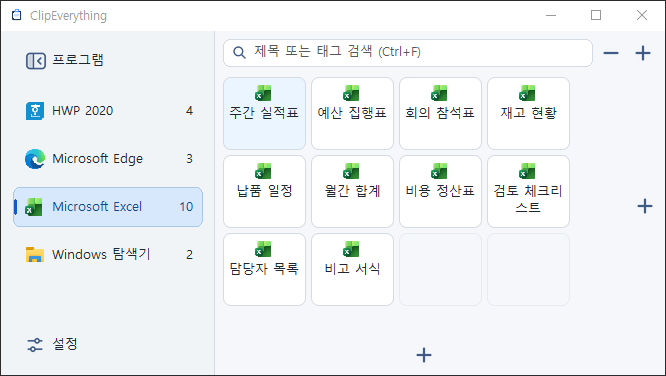 ClipEverything
프로그램
제목 또는 태그 검색 (Ctrl+F)
HWP 2020 4
Microsoft Edge 3
Microsoft Excel 10
Windows 탐색기 2
설정
주간 실적표
예산 집행표
회의 참석표
재고 현황
납품 일정
월간 합계
비용 정산표
검토 체크리
스트
담당자 목록
비고 서식